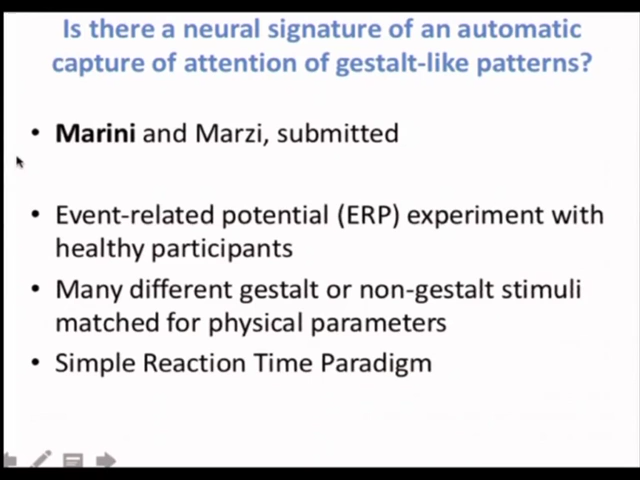 Is there a neural signature of an automatic
capture of attention of gestalt-like patterns?
• Marini and Marzi, submitted
• Event-related potential (ERP) experiment with
healthy participants
• Many different gestalt or non-gestalt stimuli
matched for physical parameters
• Simple Reaction Time Paradigm